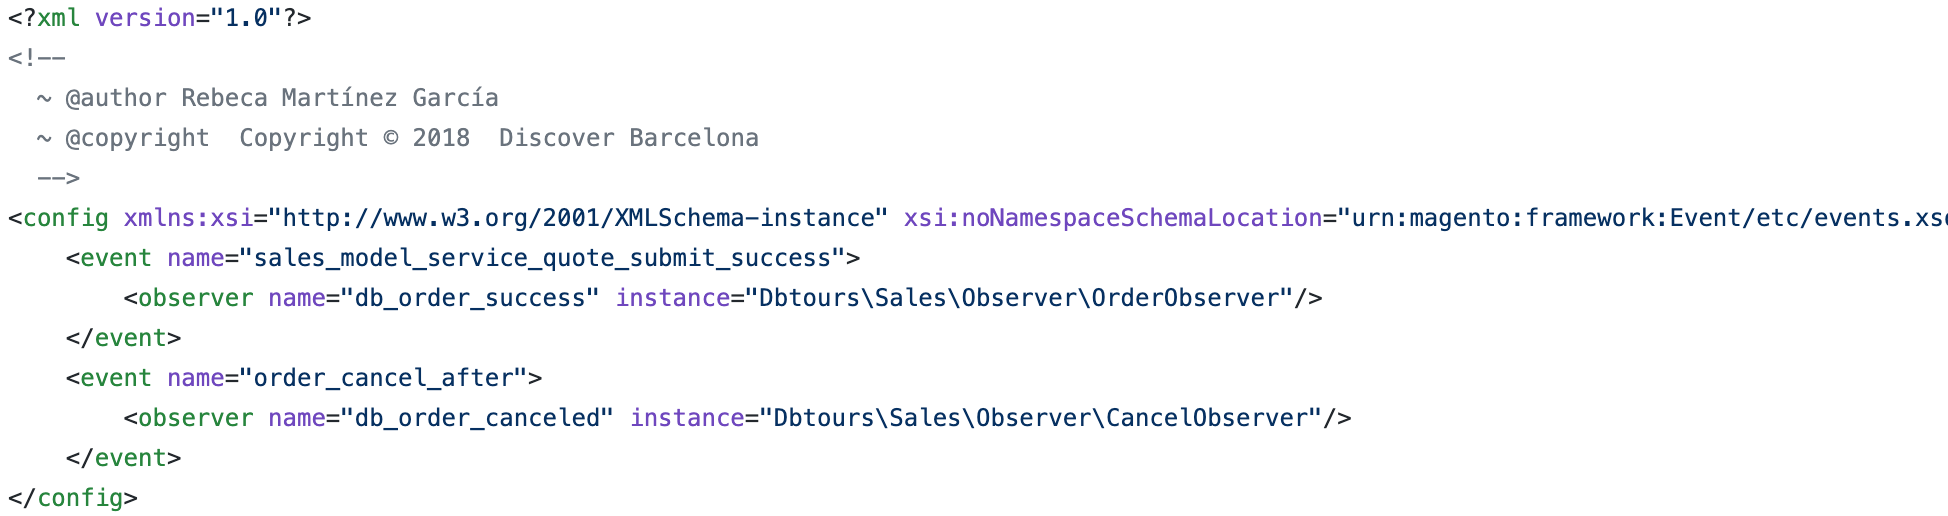 <?xml version="1.0"?>
<!--
  ~ @author Rebeca Martínez García
  ~ @copyright  Copyright © 2018  Discover Barcelona
  -->
<config xmlns:xsi="http://www.w3.org/2001/XMLSchema-instance" xsi:noNamespaceSchemaLocation="urn:magento:framework:Event/etc/events.xs
    <event name="sales_model_service_quote_submit_success">
        <observer name="db_order_success" instance="Dbtours\Sales\Observer\OrderObserver"/>
    </event>
    <event name="order_cancel_after">
        <observer name="db_order_canceled" instance="Dbtours\Sales\Observer\CancelObserver"/>
    </event>
</config>